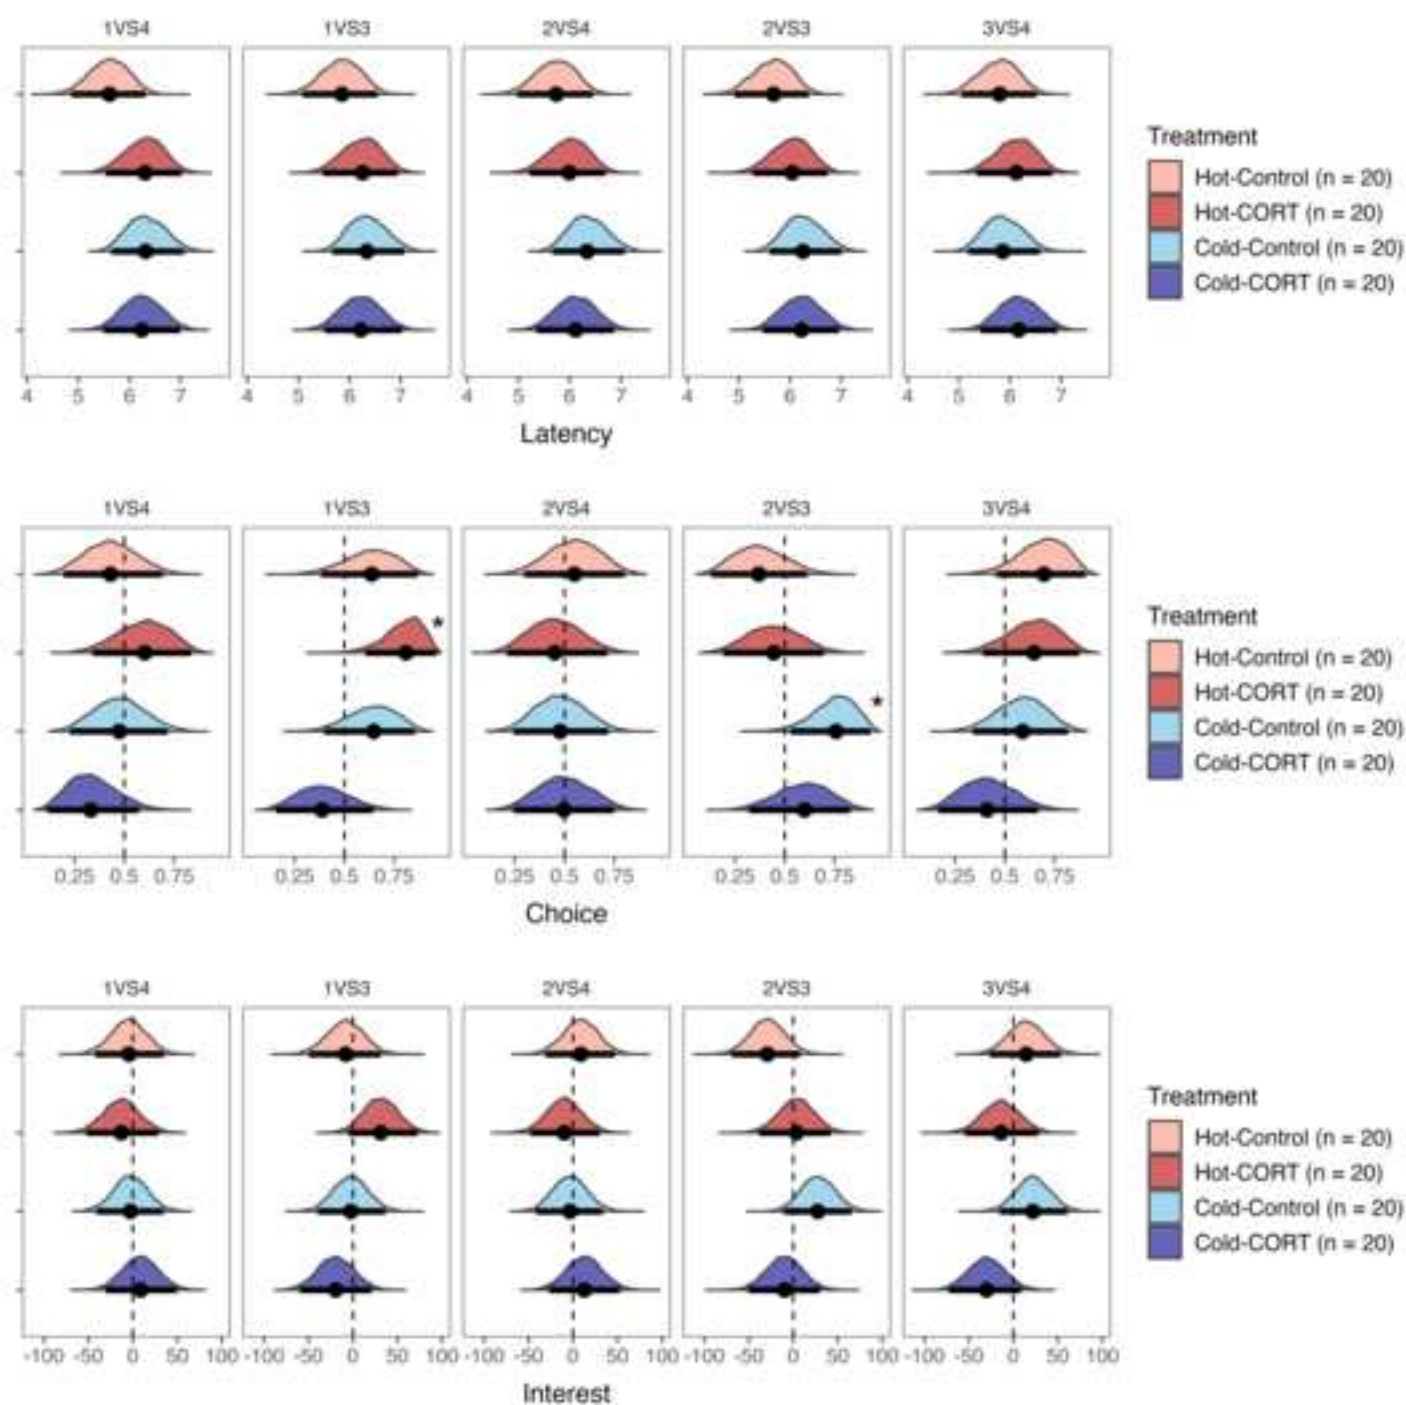 1VS4 1VS3 2VS4 2VS3 3VS4
Treatment
Hot-Control (n = 20)
Hot-CORT (n = 20)
Cold-Control (n = 20)
Cold-CORT (n = 20)
4 5 6 7 4 5 6 7 4 5 6 7 4 5 6 7 4 5 6 7
Latency
1VS4 1VS3 2VS4 2VS3 3VS4
*
*
Treatment
Hot-Control (n = 20)
Hot-CORT (n = 20)
Cold-Control (n = 20)
Cold-CORT (n = 20)
0.25 0.5 0.75 0.25 0.5 0.75 0.25 0.5 0.75 0.25 0.5 0.75 0.25 0.5 0.75
Choice
1VS4 1VS3 2VS4 2VS3 3VS4
Treatment
Hot-Control (n = 20)
Hot-CORT (n = 20)
Cold-Control (n = 20)
Cold-CORT (n = 20)
-100 -50 0 50 100 -100 -50 0 50 100 -100 -50 0 50 100 -100 -50 0 50 100 -100 -50 0 50 100
Interest